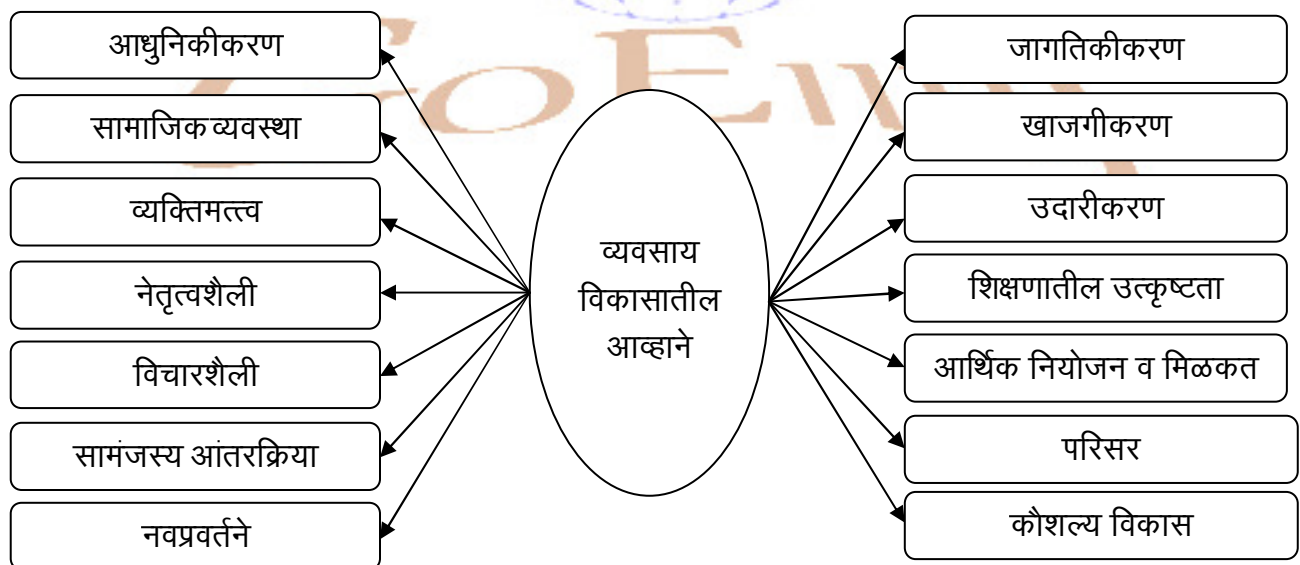 आधुनिकीकरण
सामाजिक व्यवस्था
व्यक्तिमत्त्व
नेतृत्वशैली
विचारशैली
सामंजस्य आंतरक्रिया
नवप्रवर्तने
व्यवसाय
विकासातील
आव्हाने
जागतिकीकरण
खाजगीकरण
उदारीकरण
शिक्षणातील उत्कृष्टता
आर्थिक नियोजन व मिळकत
परिसर
कौशल्य विकास